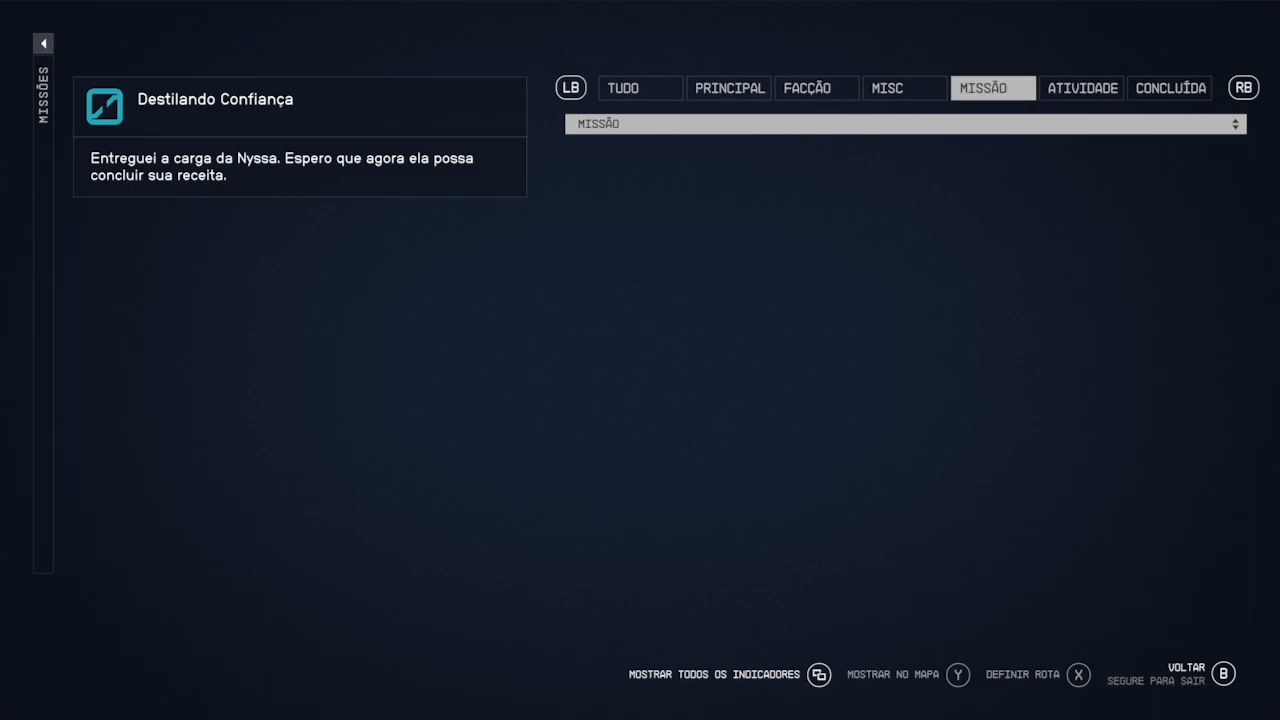 MISSÕES
Destilando Confiança
Entreguei a carga da Nyssa. Espero que agora ela possa
concluir sua receita.
LB TUDO PRINCIPAL FACÇÃO MISC MISSÃO ATIVIDADE CONCLUÍDA RB
MISSÃO
MOSTRAR TODOS OS INDICADORES MOSTRAR NO MAPA Y DEFINIR ROTA X VOLTAR B
SEGURE PARA SAIR